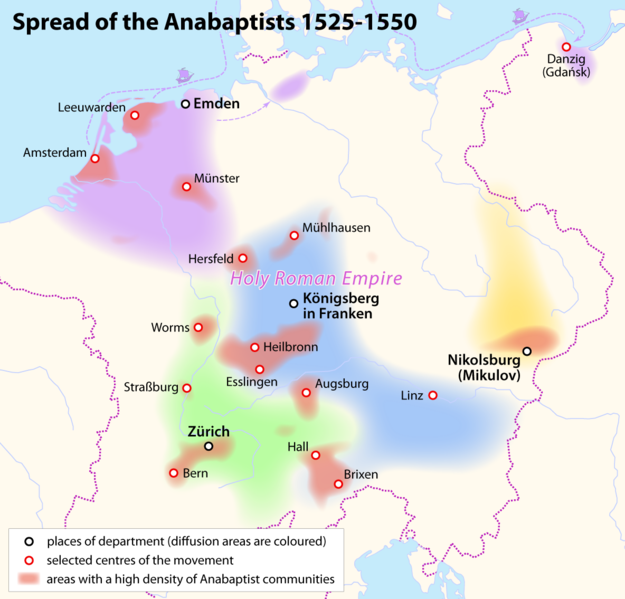 Spread of the Anabaptists 1525-1550
Danzig
(Gdańsk)
Leeuwarden
Emden
Amsterdam
Münster
Mühlhausen
Hersfeld
Holy Roman Empire
Königsberg
in Franken
Worms
Heilbronn
Nikolsburg
(Mikulov)
Esslingen
Straßburg
Augsburg
Linz
Zürich
Hall
Bern
Brixen
places of department (diffusion areas are coloured)
selected centres of the movement
areas with a high density of Anabaptist communities